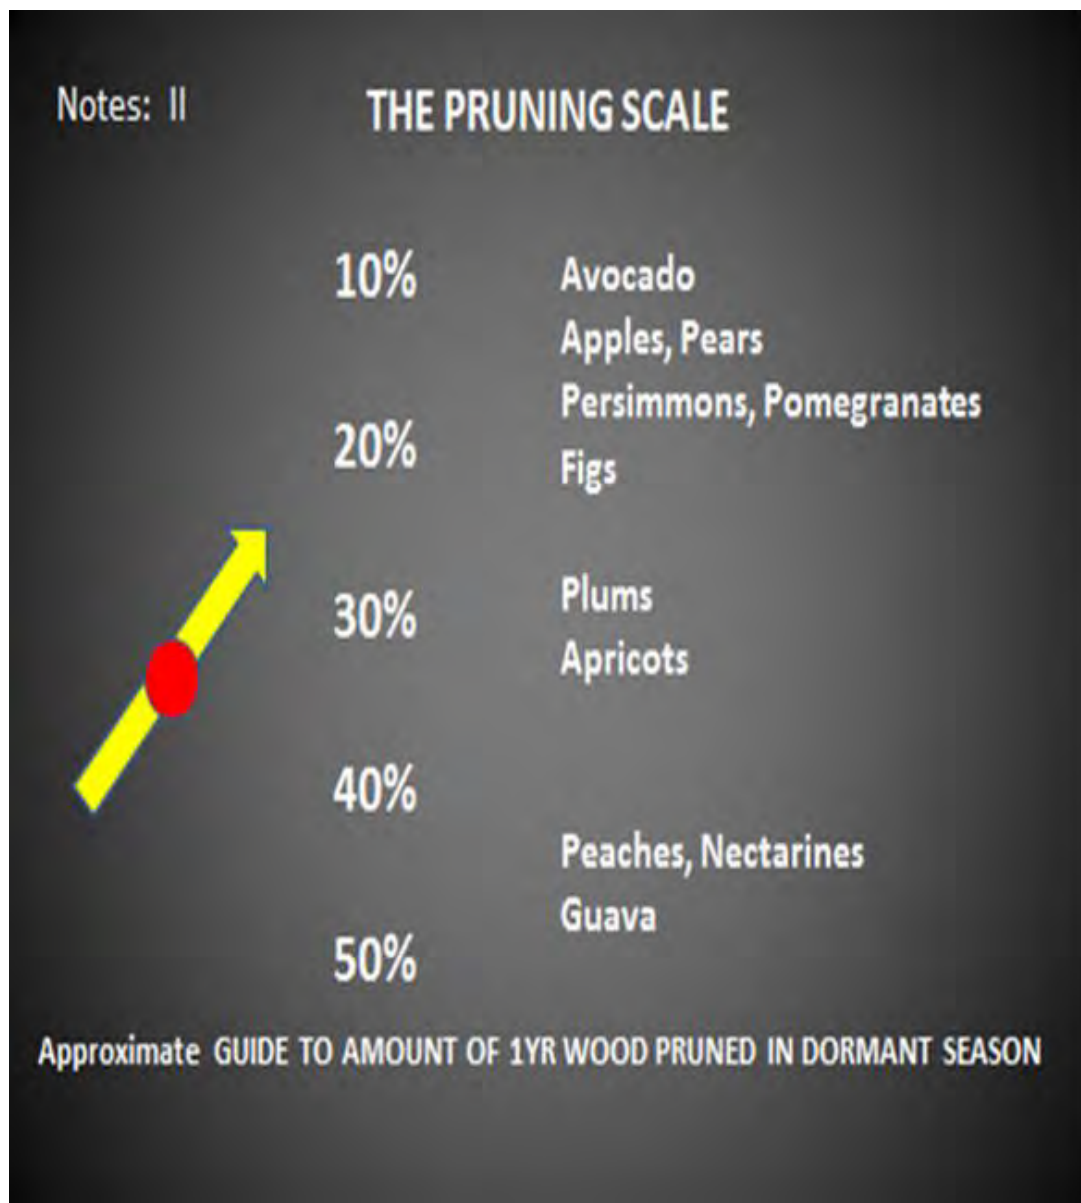 Notes: II
THE PRUNING SCALE
10%
Avocado
Apples, Pears
Persimmons, Pomegranates
20%
Figs
30%
Plums
Apricots
40%
Peaches, Nectarines
Guava
50%
Approximate GUIDE TO AMOUNT OF 1YR WOOD PRUNED IN DORMANT SEASON